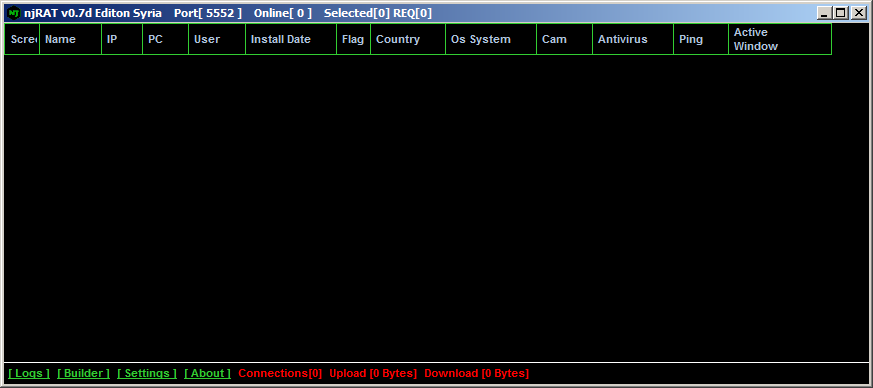 njRAT v0.7d Editon Syria Port[ 5552 ] Online[ 0 ] Selected[0] REQ[0]
Scree Name IP PC User Install Date Flag Country Os System Cam Antivirus Ping Active
Window
[ Logs ] [ Builder ] [ Settings ] [ About ] Connections[0] Upload [0 Bytes] Download [0 Bytes]